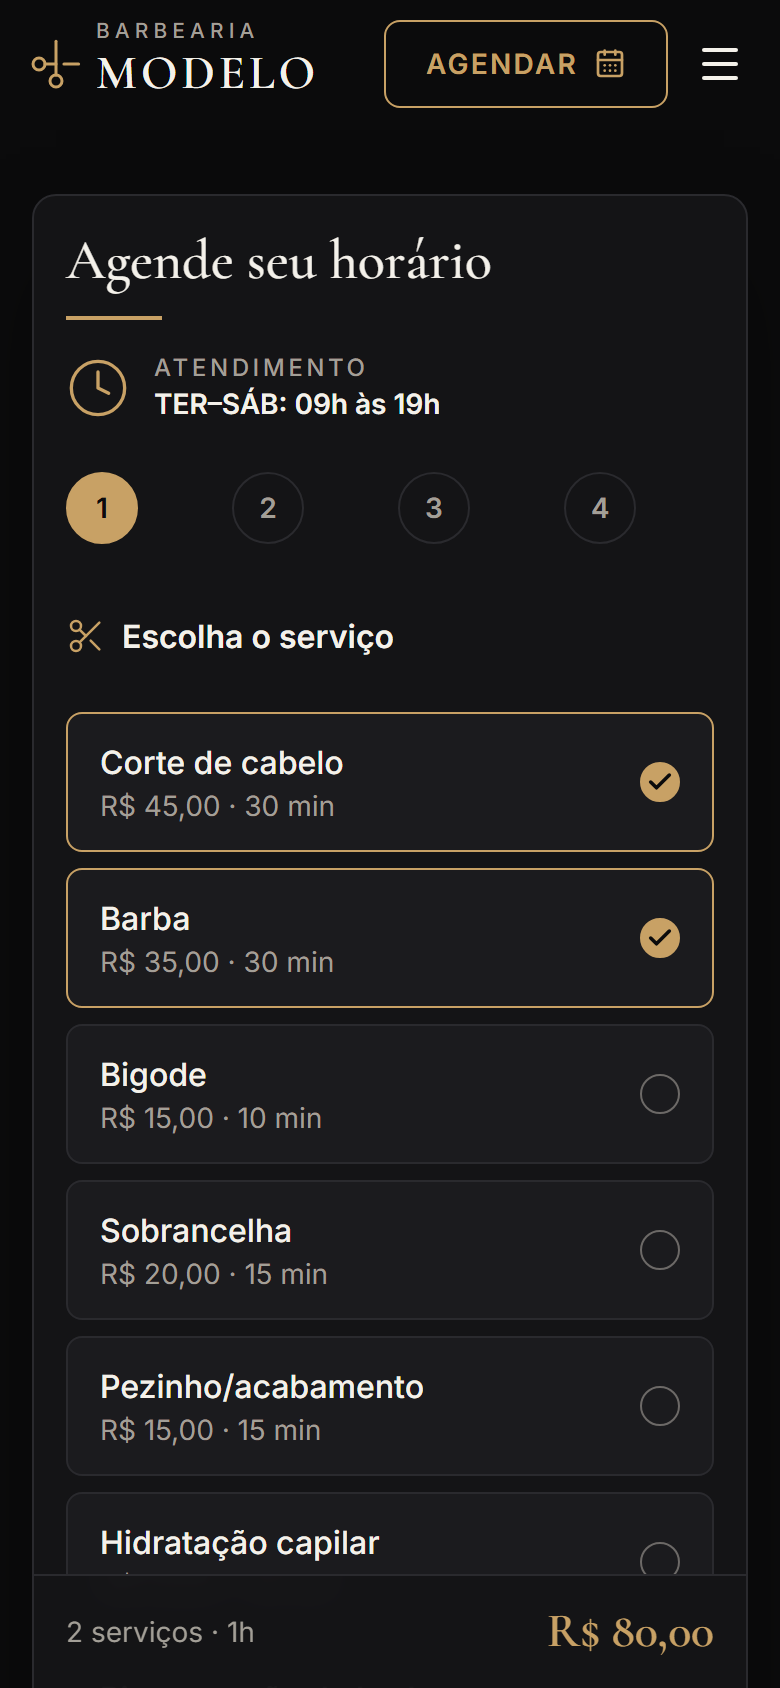 BARBEARIA
MODELO
AGENDAR
Agende seu horário
ATENDIMENTO
TER–SÁB: 09h às 19h
1 2 3 4
Escolha o serviço
Corte de cabelo
R$ 45,00 · 30 min
Barba
R$ 35,00 · 30 min
Bigode
R$ 15,00 · 10 min
Sobrancelha
R$ 20,00 · 15 min
Pezinho/acabamento
R$ 15,00 · 15 min
Hidratação capilar
2 serviços · 1h
R$ 80,00